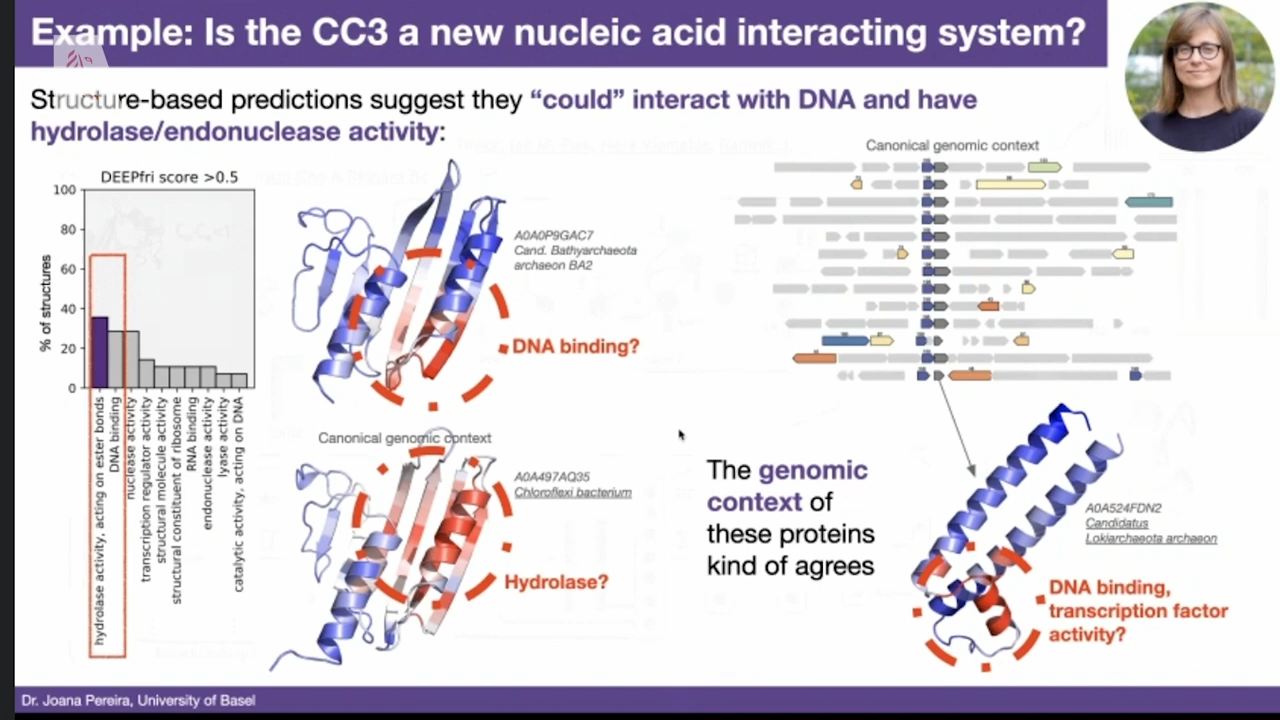 Example: Is the CC3 a new nucleic acid interacting system?
Structure-based predictions suggest they “could” interact with DNA and have
hydrolase/endonuclease activity:
DEEPfri score >0.5
100
80
60
40
20
0
% of structures
hydrolase activity, acting on ester bonds
DNA binding
nuclease activity
transcription regulator activity
structural molecule activity
structural constituent of ribosome
RNA binding
endonuclease activity
lyase activity
catalytic activity, acting on DNA
A0A0P9GAC7
Cand. Bathyarchaeota
archaeon BA2
DNA binding?
Canonical genomic context
A0A497AQ35
Chloroflexi bacterium
Hydrolase?
Canonical genomic context
The genomic
context of
these proteins
kind of agrees
A0A524FDN2
Candidatus
Lokiarchaeota archaeon
DNA binding,
transcription factor
activity?
Dr. Joana Pereira, University of Basel